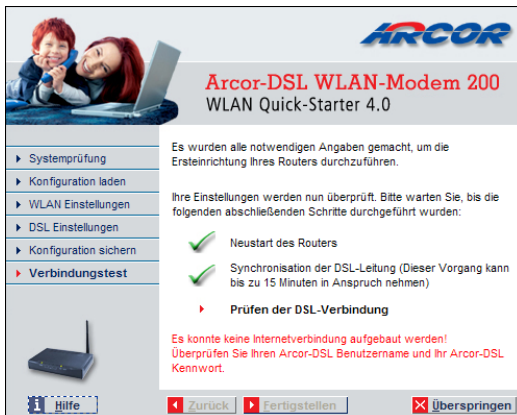 ARCOR
Arcor-DSL WLAN-Modem 200
WLAN Quick-Starter 4.0
Systemprüfung
Konfiguration laden
WLAN Einstellungen
DSL Einstellungen
Konfiguration sichern
Verbindungstest
Es wurden alle notwendigen Angaben gemacht, um die
Ersteinrichtung Ihres Routers durchzuführen.
Ihre Einstellungen werden nun überprüft. Bitte warten Sie, bis die
folgenden abschließenden Schritte durchgeführt wurden:
Neustart des Routers
Synchronisation der DSL-Leitung (Dieser Vorgang kann
bis zu 15 Minuten in Anspruch nehmen)
Prüfen der DSL-Verbindung
Es konnte keine Internetverbindung aufgebaut werden!
Überprüfen Sie Ihren Arcor-DSL Benutzername und Ihr Arcor-DSL
Kennwort.
i Hilfe
Zurück
Fertigstellen
Überspringen